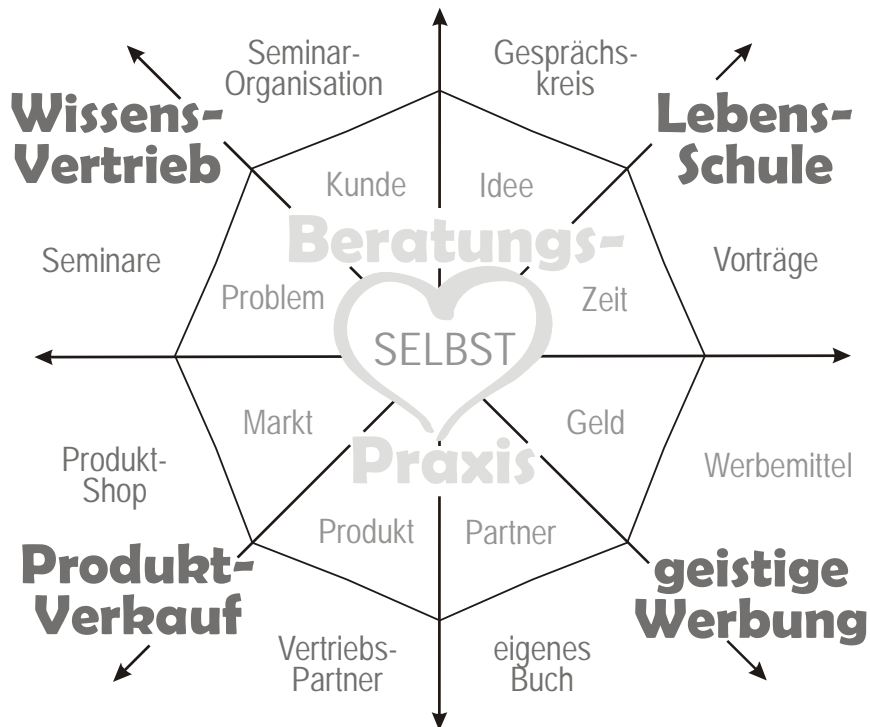 Seminar-
Organisation
Gesprächs-
kreis
Wissens-
Vertrieb
Lebens-
Schule
Kunde
Idee
Beratungs-
Seminare
Vorträge
Problem
Zeit
SELBST
Markt
Geld
Praxis
Produkt-
Shop
Werbemittel
Produkt
Partner
Produkt-
Verkauf
geistige
Werbung
Vertriebs-
Partner
eigenes
Buch